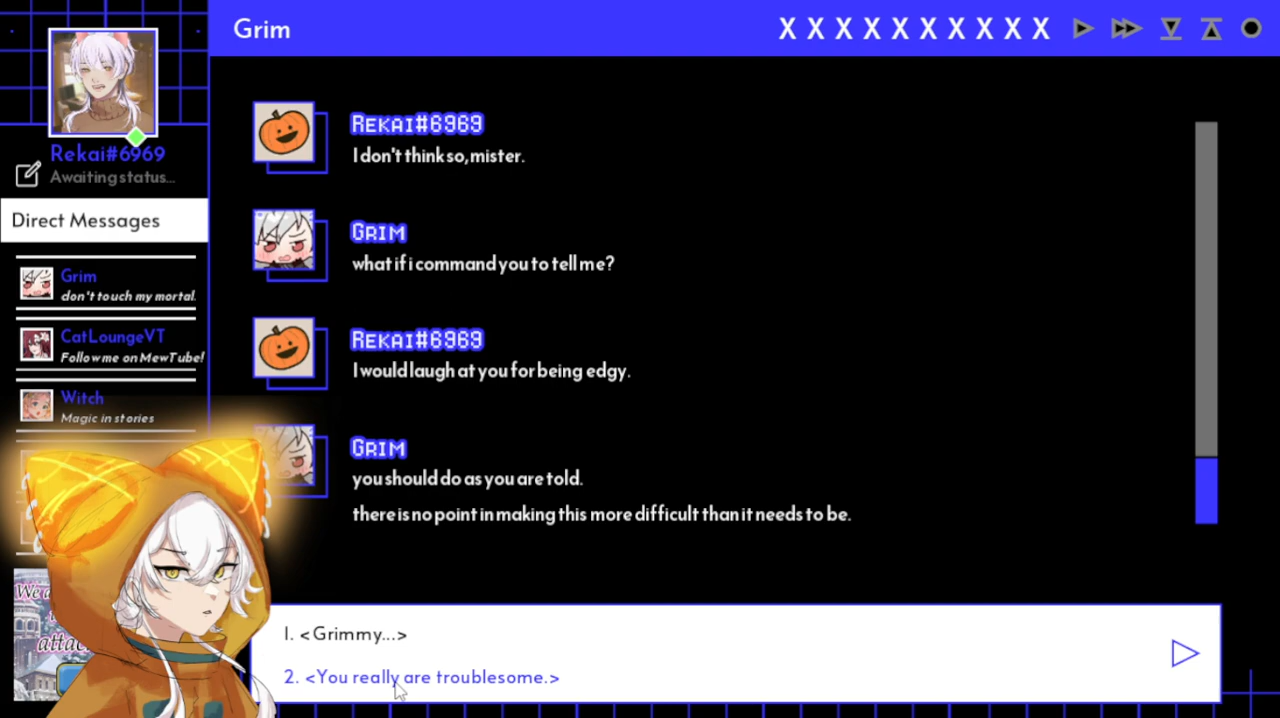 Grim
X X X X X X X X X X
Rekai#6969
Awaiting status...
Direct Messages
Grim
don't touch my mortal.
CatLoungeVT
Follow me on MewTube!
Witch
Magic in stories
Rekai#6969
I don't think so, mister.
Grim
what if i command you to tell me?
Rekai#6969
I would laugh at you for being edgy.
Grim
you should do as you are told.
there is no point in making this more difficult than it needs to be.
1. <Grimmy...>
2. <You really are troublesome.>